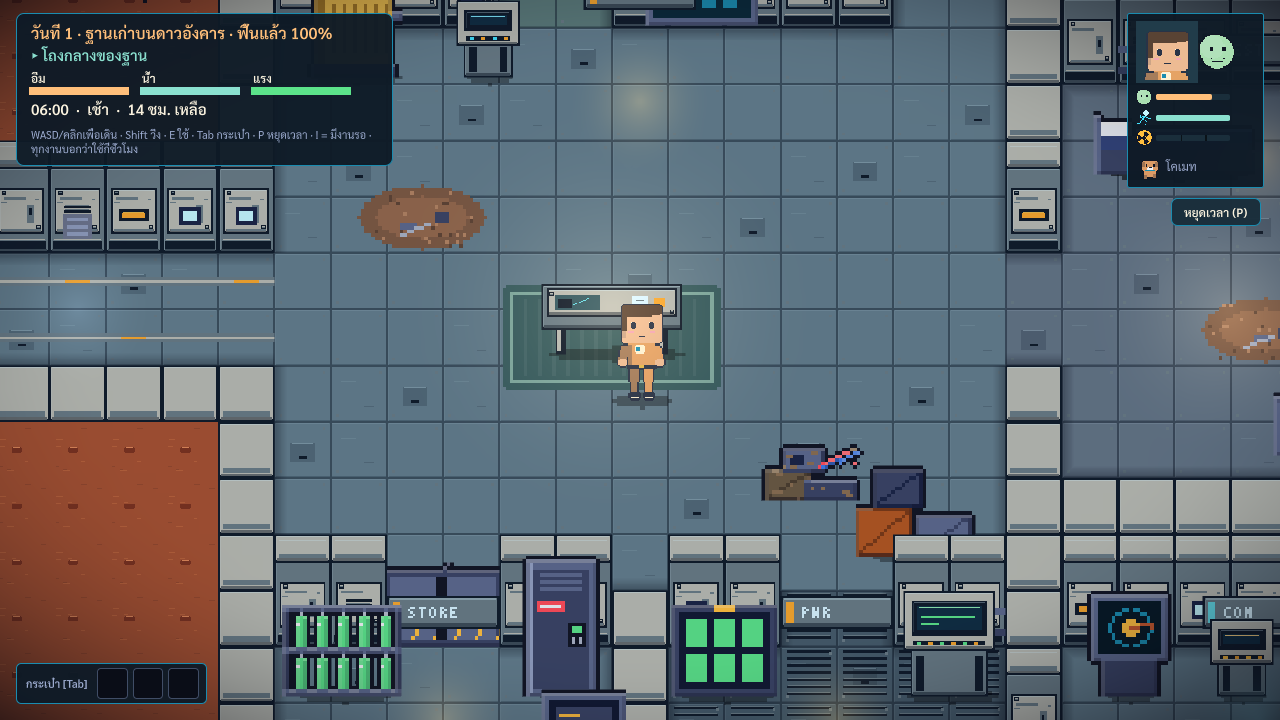 วันที่ 1 · ฐานเก่าบนดาวอังคาร · ฟื้นแล้ว 100%
▸ โถงกลางของฐาน
อิ่ม น้ำ แรง
06:00 · เช้า · 14 ชม. เหลือ
WASD/คลิกเพื่อเดิน · Shift วิ่ง · E ใช้ · Tab กระเป๋า · P หยุดเวลา · ! = มีงานรอ ·
ทุกงานบอกว่าใช้กี่ชั่วโมง
โคเมท
หยุดเวลา (P)
STORE
PWR
COM
กระเป๋า [Tab]